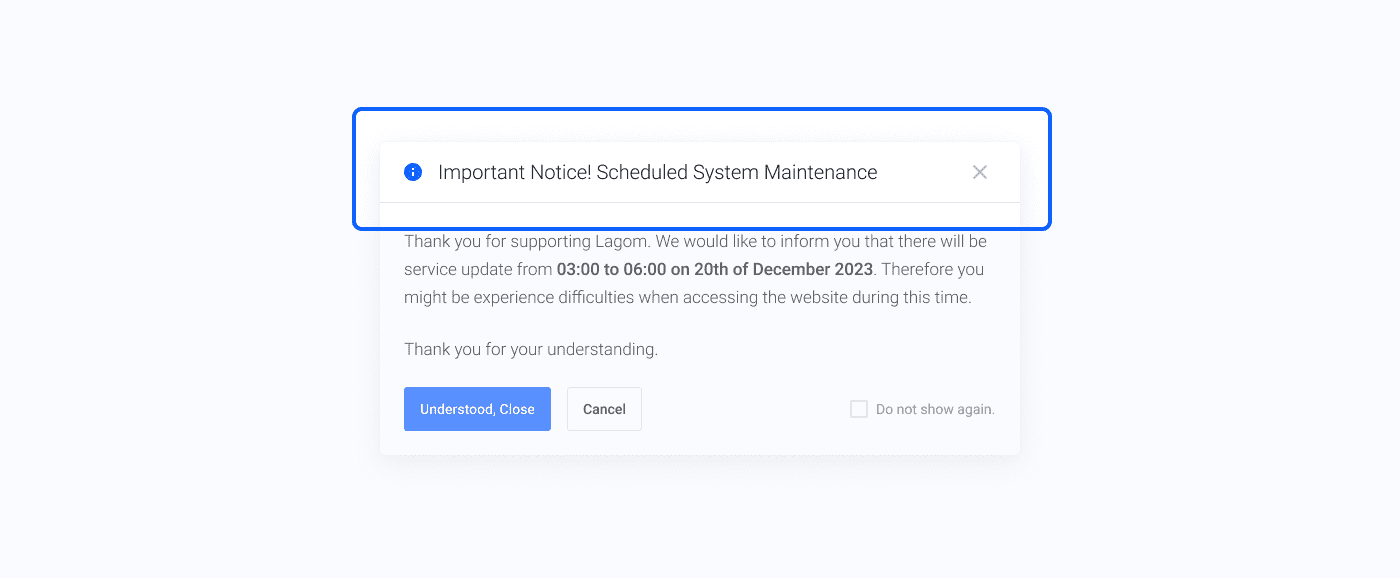 Important Notice! Scheduled System Maintenance
Thank you for supporting Lagom. We would like to inform you that there will be
service update from 03:00 to 06:00 on 20th of December 2023. Therefore you
might be experience difficulties when accessing the website during this time.
Thank you for your understanding.
Understood, Close
Cancel
Do not show again.